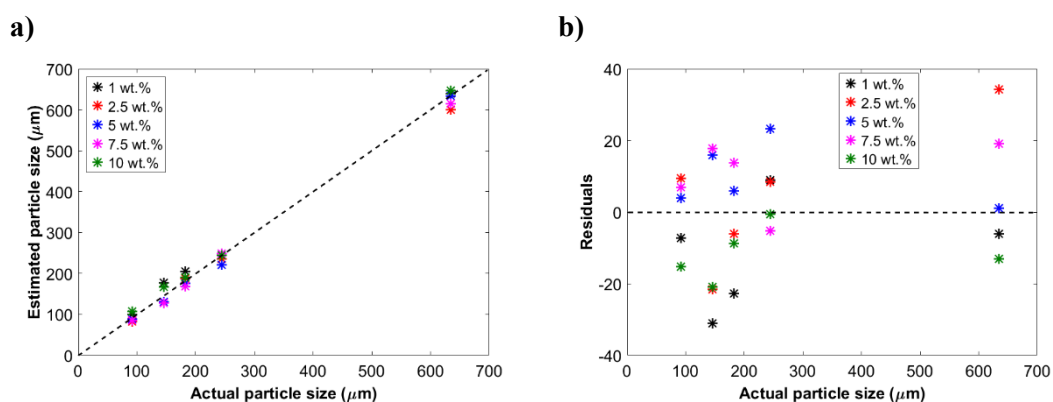 a)
700
600
500
400
300
200
100
0
Estimated particle size (μm)
1 wt.%
2.5 wt.%
5 wt.%
7.5 wt.%
10 wt.%
0 100 200 300 400 500 600 700
Actual particle size (μm)
b)
40
20
0
-20
-40
Residuals
1 wt.%
2.5 wt.%
5 wt.%
7.5 wt.%
10 wt.%
0 100 200 300 400 500 600 700
Actual particle size (μm)